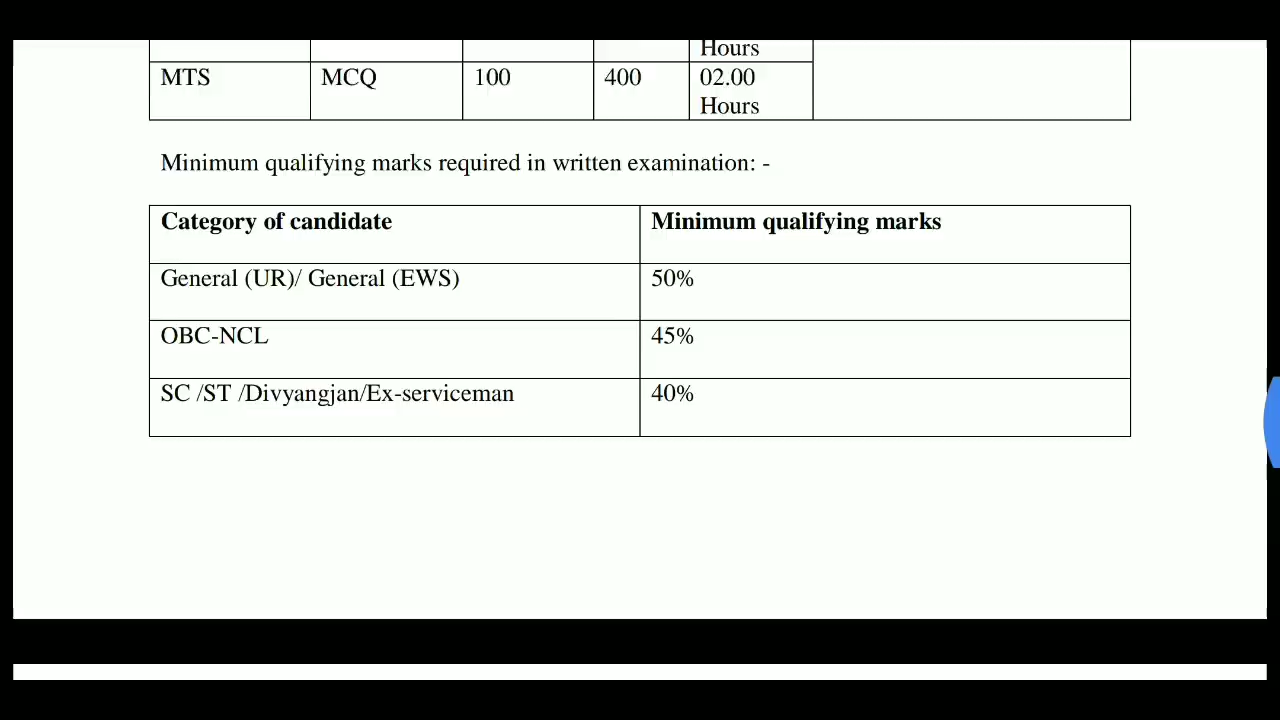 Hours
MTS MCQ 100 400 02.00
Hours
Minimum qualifying marks required in written examination: -
Category of candidate Minimum qualifying marks
General (UR)/ General (EWS) 50%
OBC-NCL 45%
SC /ST /Divyangjan/Ex-serviceman 40%